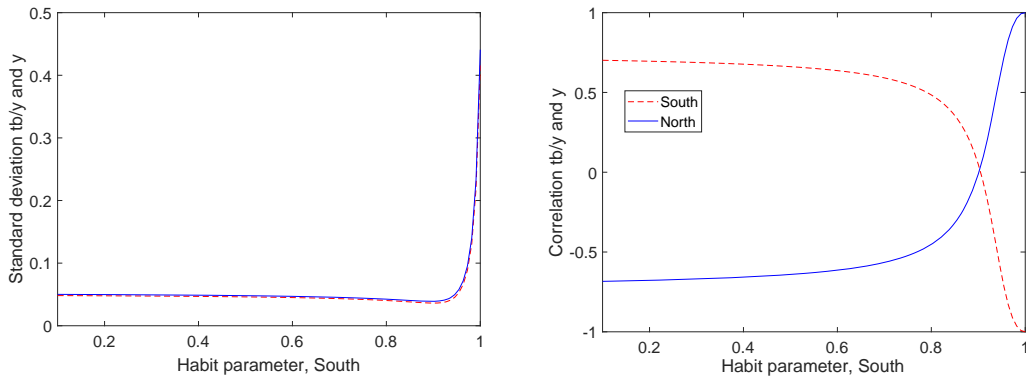 Standard deviation tb/y and y
0.5
0.4
0.3
0.2
0.1
0
0.2 0.4 0.6 0.8 1
Habit parameter, South
Correlation tb/y and y
1
0.5
0
-0.5
-1
South
North
0.2 0.4 0.6 0.8 1
Habit parameter, South